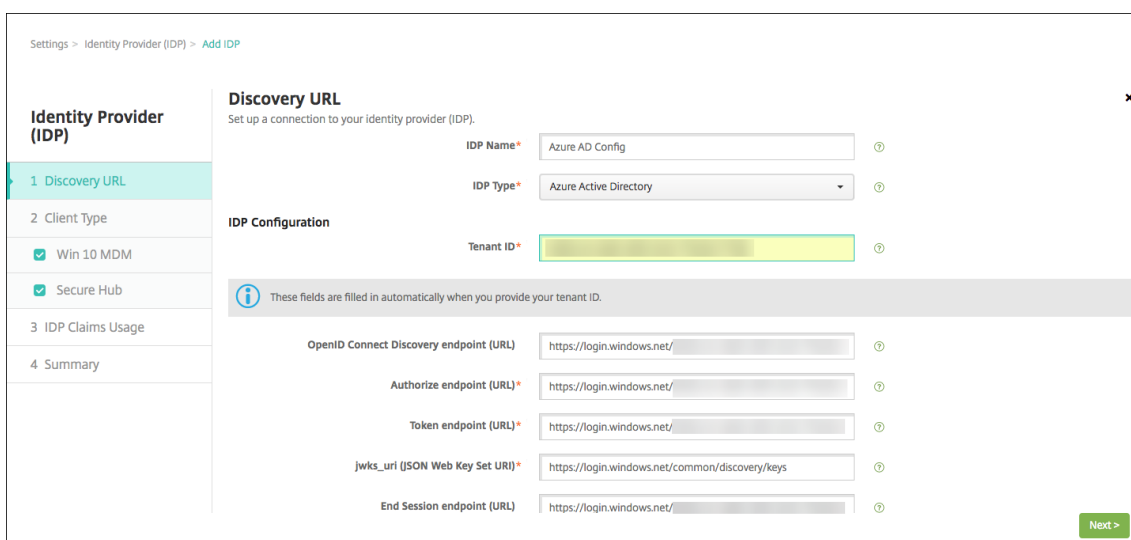 Settings > Identity Provider (IDP) > Add IDP
Identity Provider
(IDP)
1 Discovery URL
2 Client Type
Win 10 MDM
Secure Hub
3 IDP Claims Usage
4 Summary
Discovery URL
Set up a connection to your identity provider (IDP).
IDP Name* Azure AD Config
IDP Type* Azure Active Directory
IDP Configuration
Tenant ID*
These fields are filled in automatically when you provide your tenant ID.
OpenID Connect Discovery endpoint (URL) https://login.windows.net/
Authorize endpoint (URL)* https://login.windows.net/
Token endpoint (URL)* https://login.windows.net/
jwks_uri (JSON Web Key Set URI)* https://login.windows.net/common/discovery/keys
End Session endpoint (URL) https://login.windows.net/
Next >